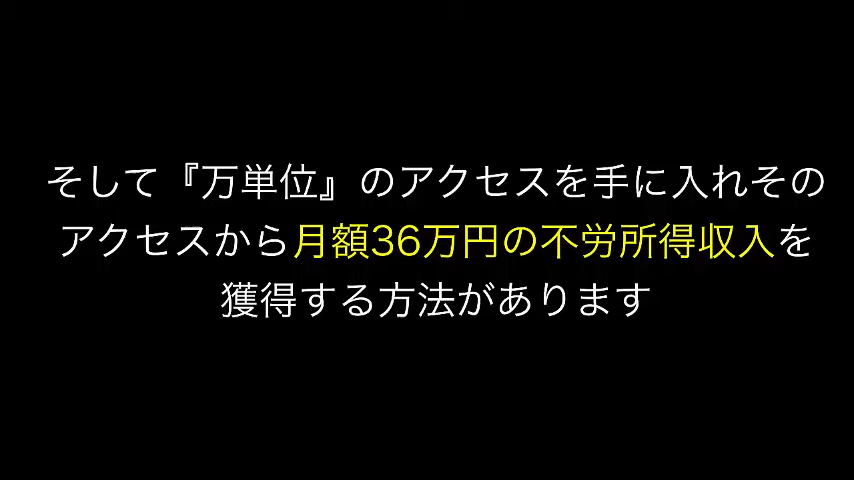 そして『万単位』のアクセスを手に入れその
アクセスから月額36万円の不労所得収入を
獲得する方法があります